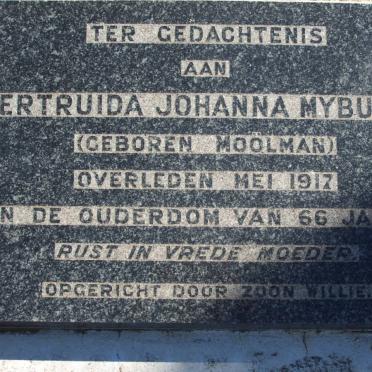 TER GEDACHTENIS
AAN
ERTRUIDA JOHANNA MYBU
(GEBOREN MOOLMAN)
OVERLEDEN MEI 1917
N DE OUDERDOM VAN 66 JA
RUST IN VREDE MOEDER.
OPGERICHT DOOR ZOON WILLIE.